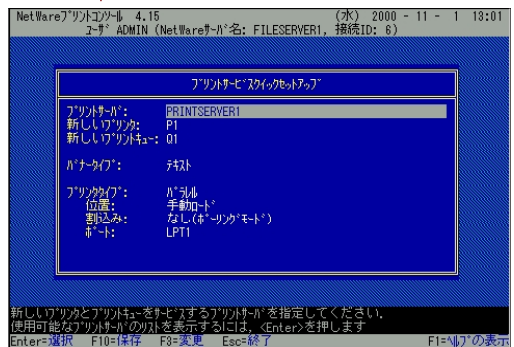 NetWareﾌﾟﾘﾝﾄｺﾝｿｰﾙ 4.15 (水) 2000 - 11 - 1 13:01
ﾕｰｻﾞ ADMIN (NetWareｻｰﾊﾞ名: FILESERVER1, 接続ID: 6)
ﾌﾟﾘﾝﾄｻｰﾋﾞｽｸｲｯｸｾｯﾄｱｯﾌﾟ
ﾌﾟﾘﾝﾄｻｰﾊﾞ: PRINTSERVER1
新しいﾌﾟﾘﾝﾀ: P1
新しいﾌﾟﾘﾝﾄｷｭｰ: Q1
ﾊﾞﾅｰﾀｲﾌﾟ: ﾃｷｽﾄ
ﾌﾟﾘﾝﾀﾀｲﾌﾟ: ﾊﾟﾗﾚﾙ
位置: 手動ﾛｰﾄﾞ
割込み: なし(ﾎﾟｰﾘﾝｸﾞﾓｰﾄﾞ)
ﾎﾟｰﾄ: LPT1
新しいﾌﾟﾘﾝﾀとﾌﾟﾘﾝﾄｷｭｰをｻｰﾋﾞｽするﾌﾟﾘﾝﾄｻｰﾊﾞを指定してください.
使用可能なﾌﾟﾘﾝﾄｻｰﾊﾞのﾘｽﾄを表示するには, <Enter>を押します
Enter=選択 F10=保存 F3=変更 Esc=終了 F1=ﾍﾙﾌﾟの表示